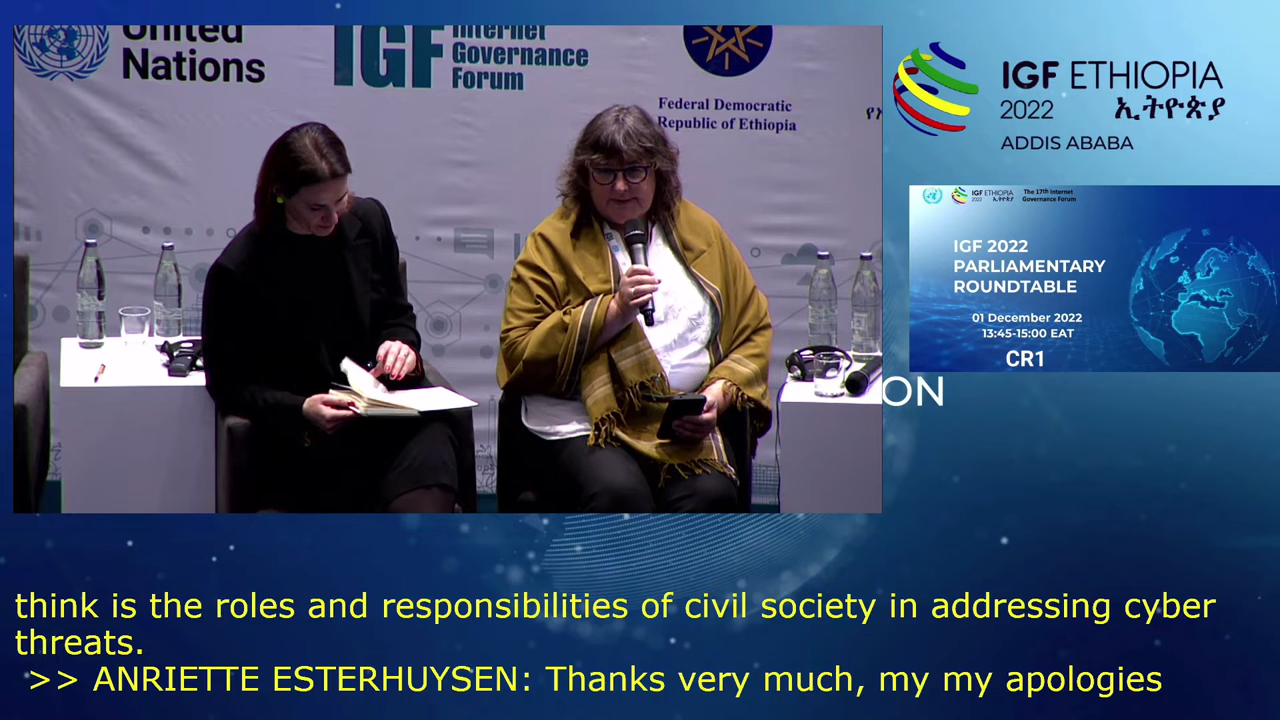 United
Nations
IGF
Internet
Governance
Forum
Federal Democratic
Republic of Ethiopia
IGF ETHIOPIA
2022 ኢትዮጵያ
ADDIS ABABA
IGF ETHIOPIA
2022 ኢትዮጵያ
The 17th Internet
Governance Forum
IGF 2022
PARLIAMENTARY
ROUNDTABLE
01 December 2022
13:45-15:00 EAT
CR1
ON
think is the roles and responsibilities of civil society in addressing cyber
threats.
>> ANRIETTE ESTERHUYSEN: Thanks very much, my my apologies